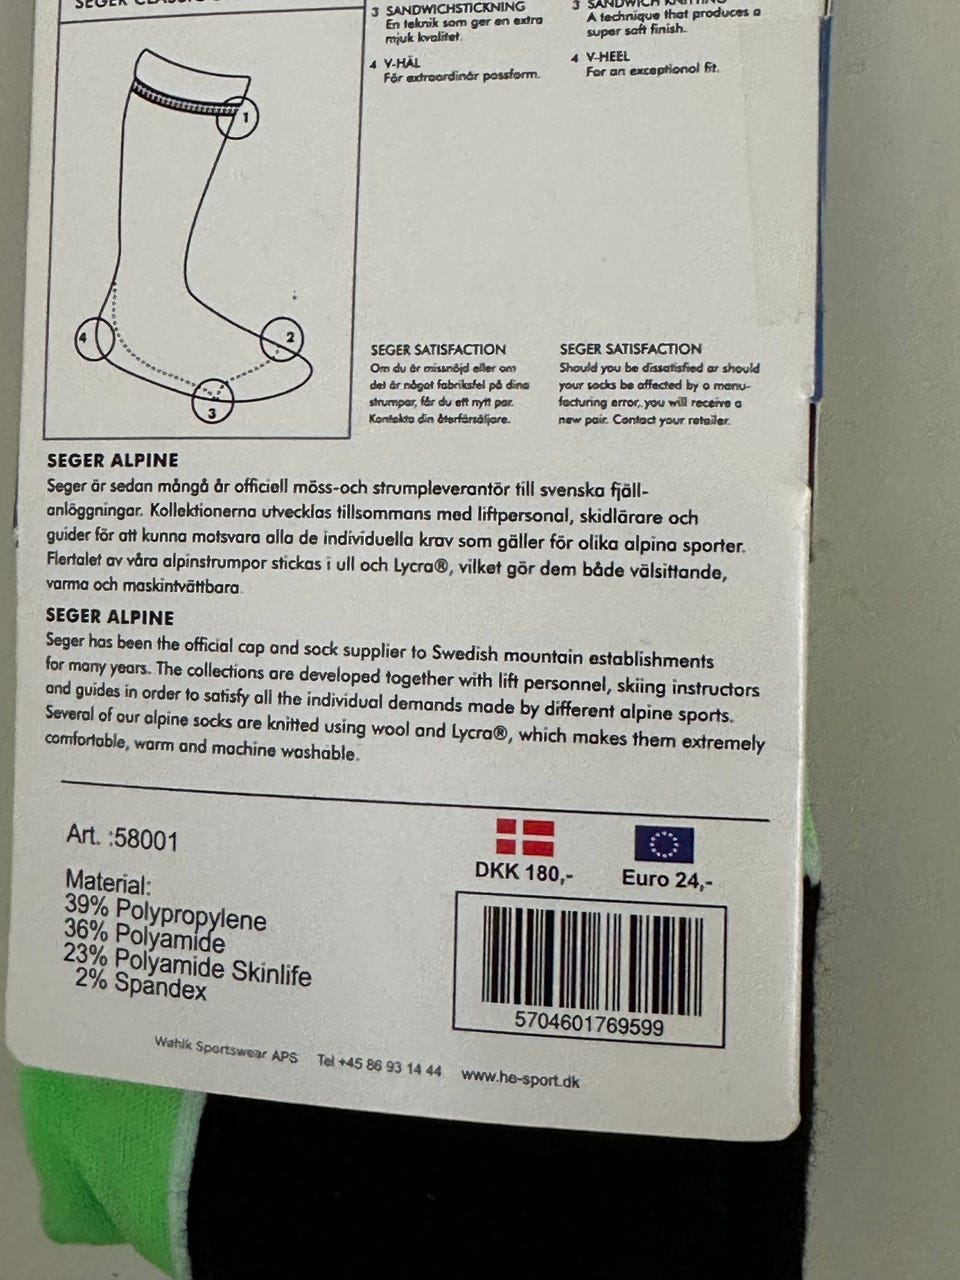 SEGER CLASSIC
3 SANDWICHSTICKNING
En teknik som ger en extra
mjuk kvalitet.
4 V-HÄL
För extraordinär passform.
3 SANDWICH KNITTING
A technique that produces a
super soft finish.
4 V-HEEL
For an exceptional fit.
1
2
3
4
SEGER SATISFACTION
Om du är missnöjd eller om
det är något fabriksfel på dina
strumpor, får du ett nytt par.
Kontakta din återförsäljare.
SEGER SATISFACTION
Should you be dissatisfied or should
your socks be affected by a manu-
facturing error, you will receive a
new pair. Contact your retailer.
SEGER ALPINE
Seger är sedan mångå år officiell möss-och strumpleverantör till svenska fjäll-
anlöggningar. Kollektionerna utvecklas tillsommans med liftpersonal, skidlärare och
guider för att kunna motsvara alla de individuella krav som gäller för olika alpina sporter.
Flertalet av våra alpinstrumpor stickas i ull och Lycra®, vilket gör dem både välsittande,
varma och maskintvättbara.
SEGER ALPINE
Seger has been the official cap and sock supplier to Swedish mountain establishments
for many years. The collections are developed together with lift personnel, skiing instructors
and guides in order to satisfy all the individual demands made by different alpine sports.
Several of our alpine socks are knitted using wool and Lycra®, which makes them extremely
comfortable, warm and machine washable.
Art. :58001
Material:
39% Polypropylene
36% Polyamide
23% Polyamide Skinlife
2% Spandex
DKK 180,-
Euro 24,-
5704601769599
Wøhlk Sportswear APS Tel +45 86 93 14 44 www.he-sport.dk